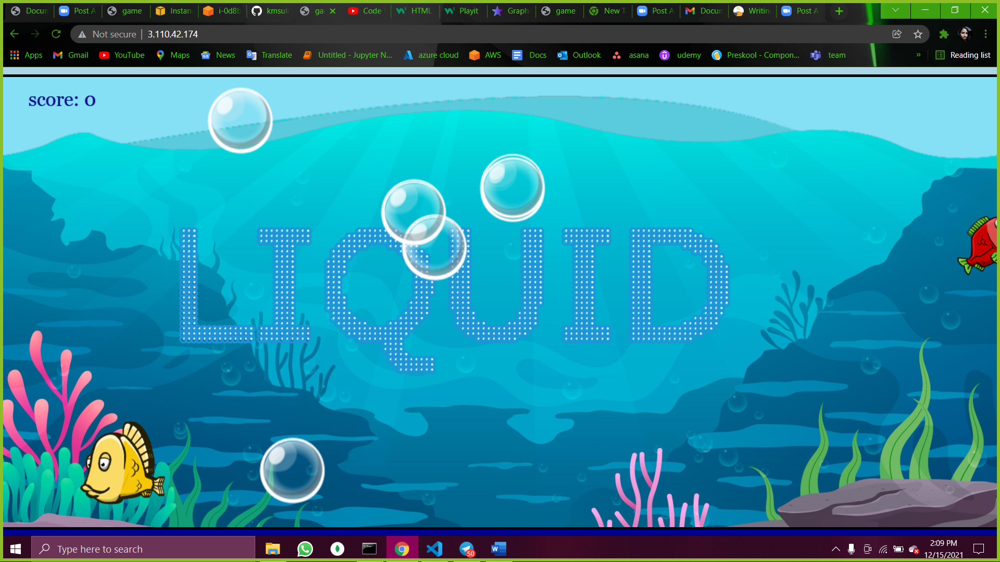 Docum Post A game Instan i-0d8b kmsul ga Code HTML Playit Graph game New T Post A Docum Writin Post A
Not secure 3.110.42.174
Apps Gmail YouTube Maps News Translate Untitled - Jupyter N... azure cloud AWS Docs Outlook asana udemy Preskool - Compon... team » Reading list
score: 0
LIQUID
Type here to search
50
2:09 PM
12/15/2021